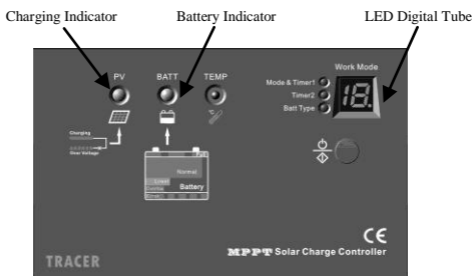 Charging Indicator Battery Indicator LED Digital Tube
PV BATT TEMP
Work Mode
Mode & Timer1
Timer2
Batt Type
18.
Charging
Over Voltage
Full
Normal
Battery
CE
MPPT Solar Charge Controller
TRACER